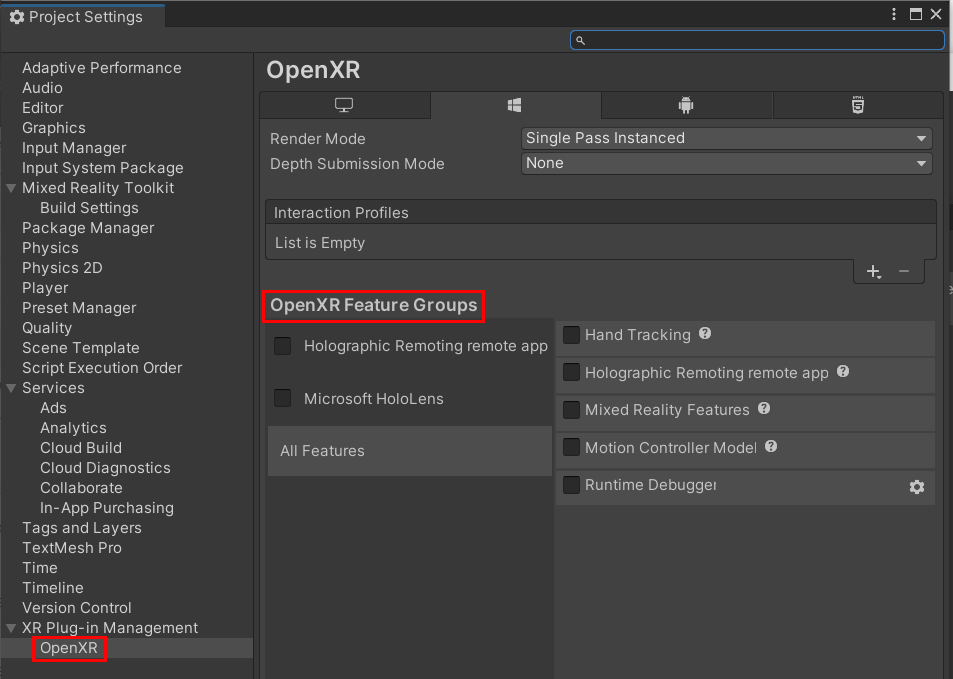 Project Settings
Adaptive Performance
Audio
Editor
Graphics
Input Manager
Input System Package
Mixed Reality Toolkit
Build Settings
Package Manager
Physics
Physics 2D
Player
Preset Manager
Quality
Scene Template
Script Execution Order
Services
Ads
Analytics
Cloud Build
Cloud Diagnostics
Collaborate
In-App Purchasing
Tags and Layers
TextMesh Pro
Time
Timeline
Version Control
XR Plug-in Management
OpenXR
OpenXR
HTML 5
Render Mode Single Pass Instanced
Depth Submission Mode None
Interaction Profiles
List is Empty
OpenXR Feature Groups
Holographic Remoting remote app
Microsoft HoloLens
All Features
Hand Tracking
Holographic Remoting remote app
Mixed Reality Features
Motion Controller Model
Runtime Debugger